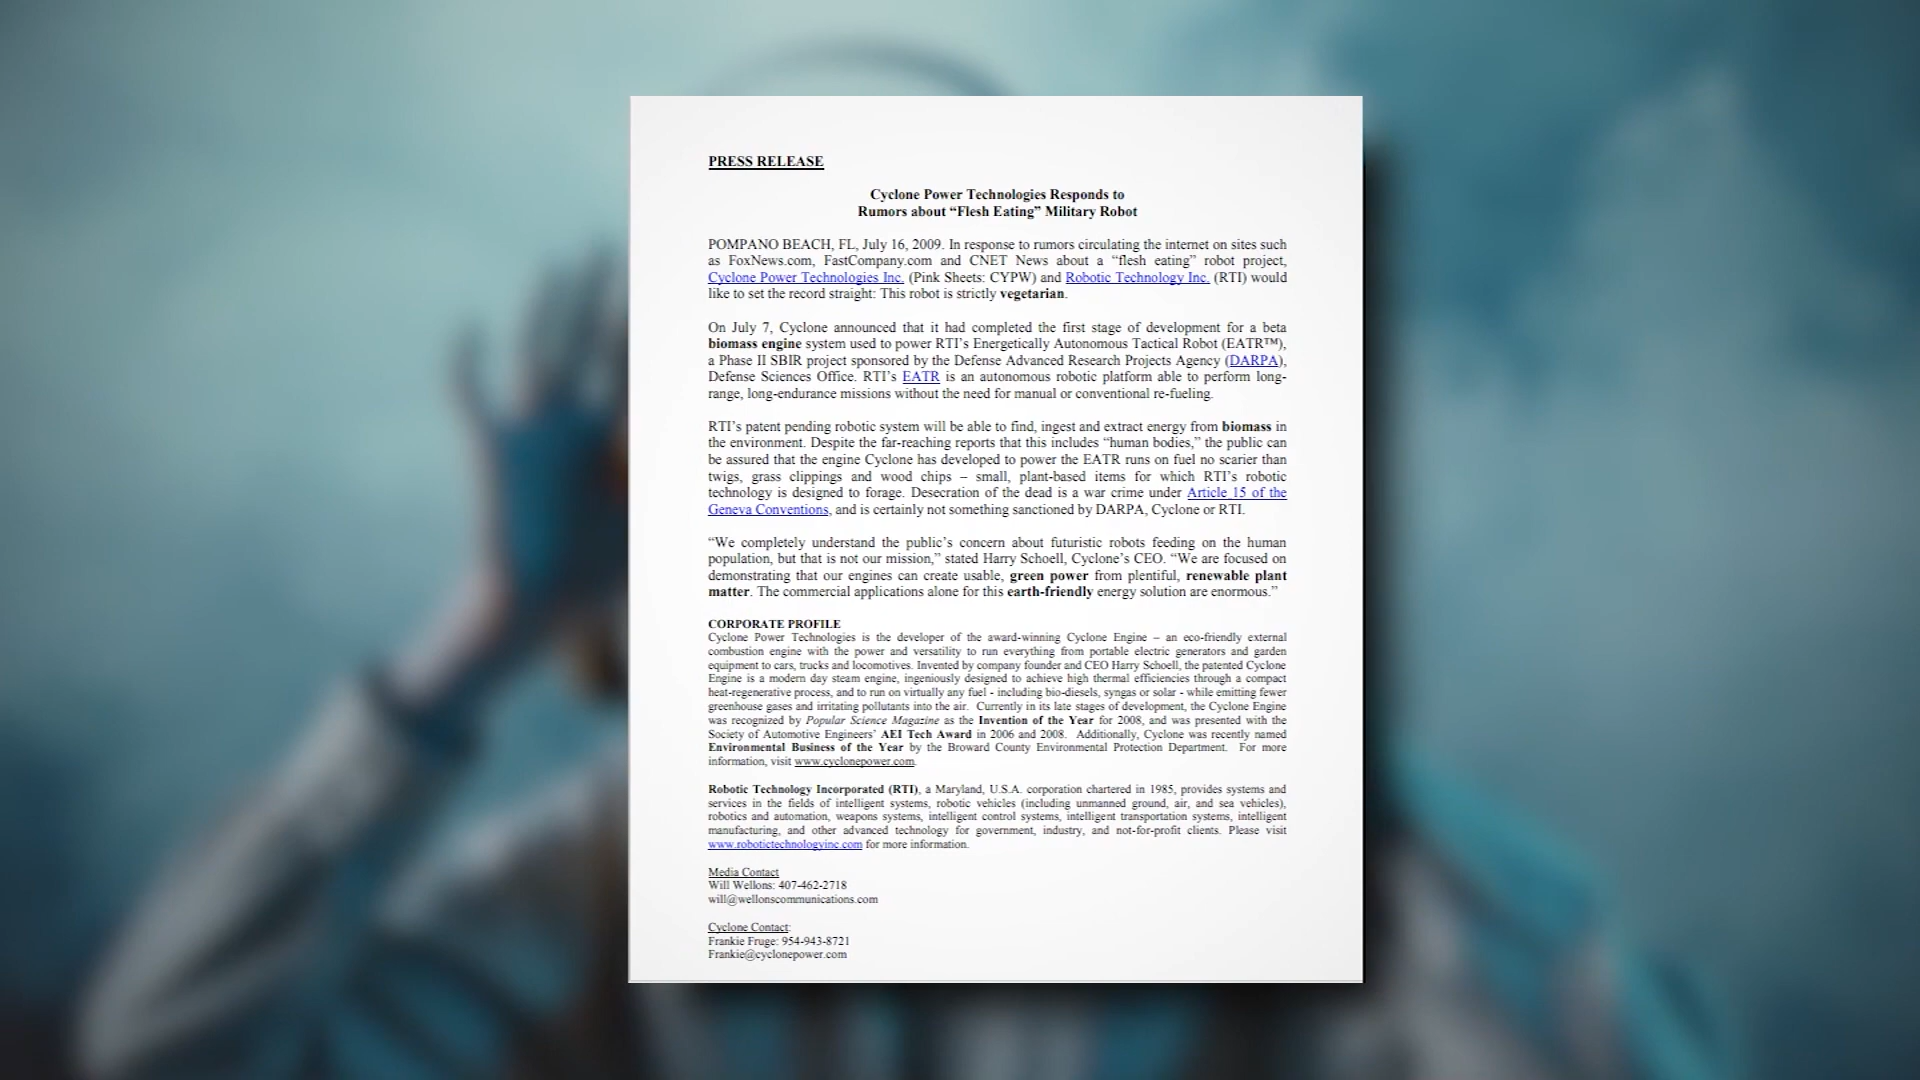 PRESS RELEASE
Cyclone Power Technologies Responds to
Rumors about “Flesh Eating” Military Robot
POMPANO BEACH, FL, July 16, 2009. In response to rumors circulating the internet on sites such
as FoxNews.com, FastCompany.com and CNET News about a “flesh eating” robot project,
Cyclone Power Technologies Inc. (Pink Sheets: CYPW) and Robotic Technology Inc. (RTI) would
like to set the record straight: This robot is strictly vegetarian.
On July 7, Cyclone announced that it had completed the first stage of development for a beta
biomass engine system used to power RTI’s Energetically Autonomous Tactical Robot (EATR™),
a Phase II SBIR project sponsored by the Defense Advanced Research Projects Agency (DARPA),
Defense Sciences Office. RTI’s EATR is an autonomous robotic platform able to perform long-
range, long-endurance missions without the need for manual or conventional re-fueling.
RTI’s patent pending robotic system will be able to find, ingest and extract energy from biomass in
the environment. Despite the far-reaching reports that this includes “human bodies,” the public can
be assured that the engine Cyclone has developed to power the EATR runs on fuel no scarier than
twigs, grass clippings and wood chips – small, plant-based items for which RTI’s robotic
technology is designed to forage. Desecration of the dead is a war crime under Article 15 of the
Geneva Conventions, and is certainly not something sanctioned by DARPA, Cyclone or RTI.
“We completely understand the public’s concern about futuristic robots feeding on the human
population, but that is not our mission,” stated Harry Schoell, Cyclone’s CEO. “We are focused on
demonstrating that our engines can create usable, green power from plentiful, renewable plant
matter. The commercial applications alone for this earth-friendly energy solution are enormous.”
CORPORATE PROFILE
Cyclone Power Technologies is the developer of the award-winning Cyclone Engine – an eco-friendly external
combustion engine with the power and versatility to run everything from portable electric generators and garden
equipment to cars, trucks and locomotives. Invented by company founder and CEO Harry Schoell, the patented Cyclone
Engine is a modern day steam engine, ingeniously designed to achieve high thermal efficiencies through a compact
heat-regenerative process, and to run on virtually any fuel - including bio-diesels, syngas or solar - while emitting fewer
greenhouse gases and irritating pollutants into the air. Currently in its late stages of development, the Cyclone Engine
was recognized by Popular Science Magazine as the Invention of the Year for 2008, and was presented with the
Society of Automotive Engineers’ AEI Tech Award in 2006 and 2008. Additionally, Cyclone was recently named
Environmental Business of the Year by the Broward County Environmental Protection Department. For more
information, visit www.cyclonepower.com.
Robotic Technology Incorporated (RTI), a Maryland, U.S.A. corporation chartered in 1985, provides systems and
services in the fields of intelligent systems, robotic vehicles (including unmanned ground, air, and sea vehicles),
robotics and automation, weapons systems, intelligent control systems, intelligent transportation systems, intelligent
manufacturing, and other advanced technology for government, industry, and not-for-profit clients. Please visit
www.robotictechnologyinc.com for more information.
Media Contact
Will Wellons: 407-462-2718
will@wellonscommunications.com
Cyclone Contact:
Frankie Fruge: 954-943-8721
Frankie@cyclonepower.com